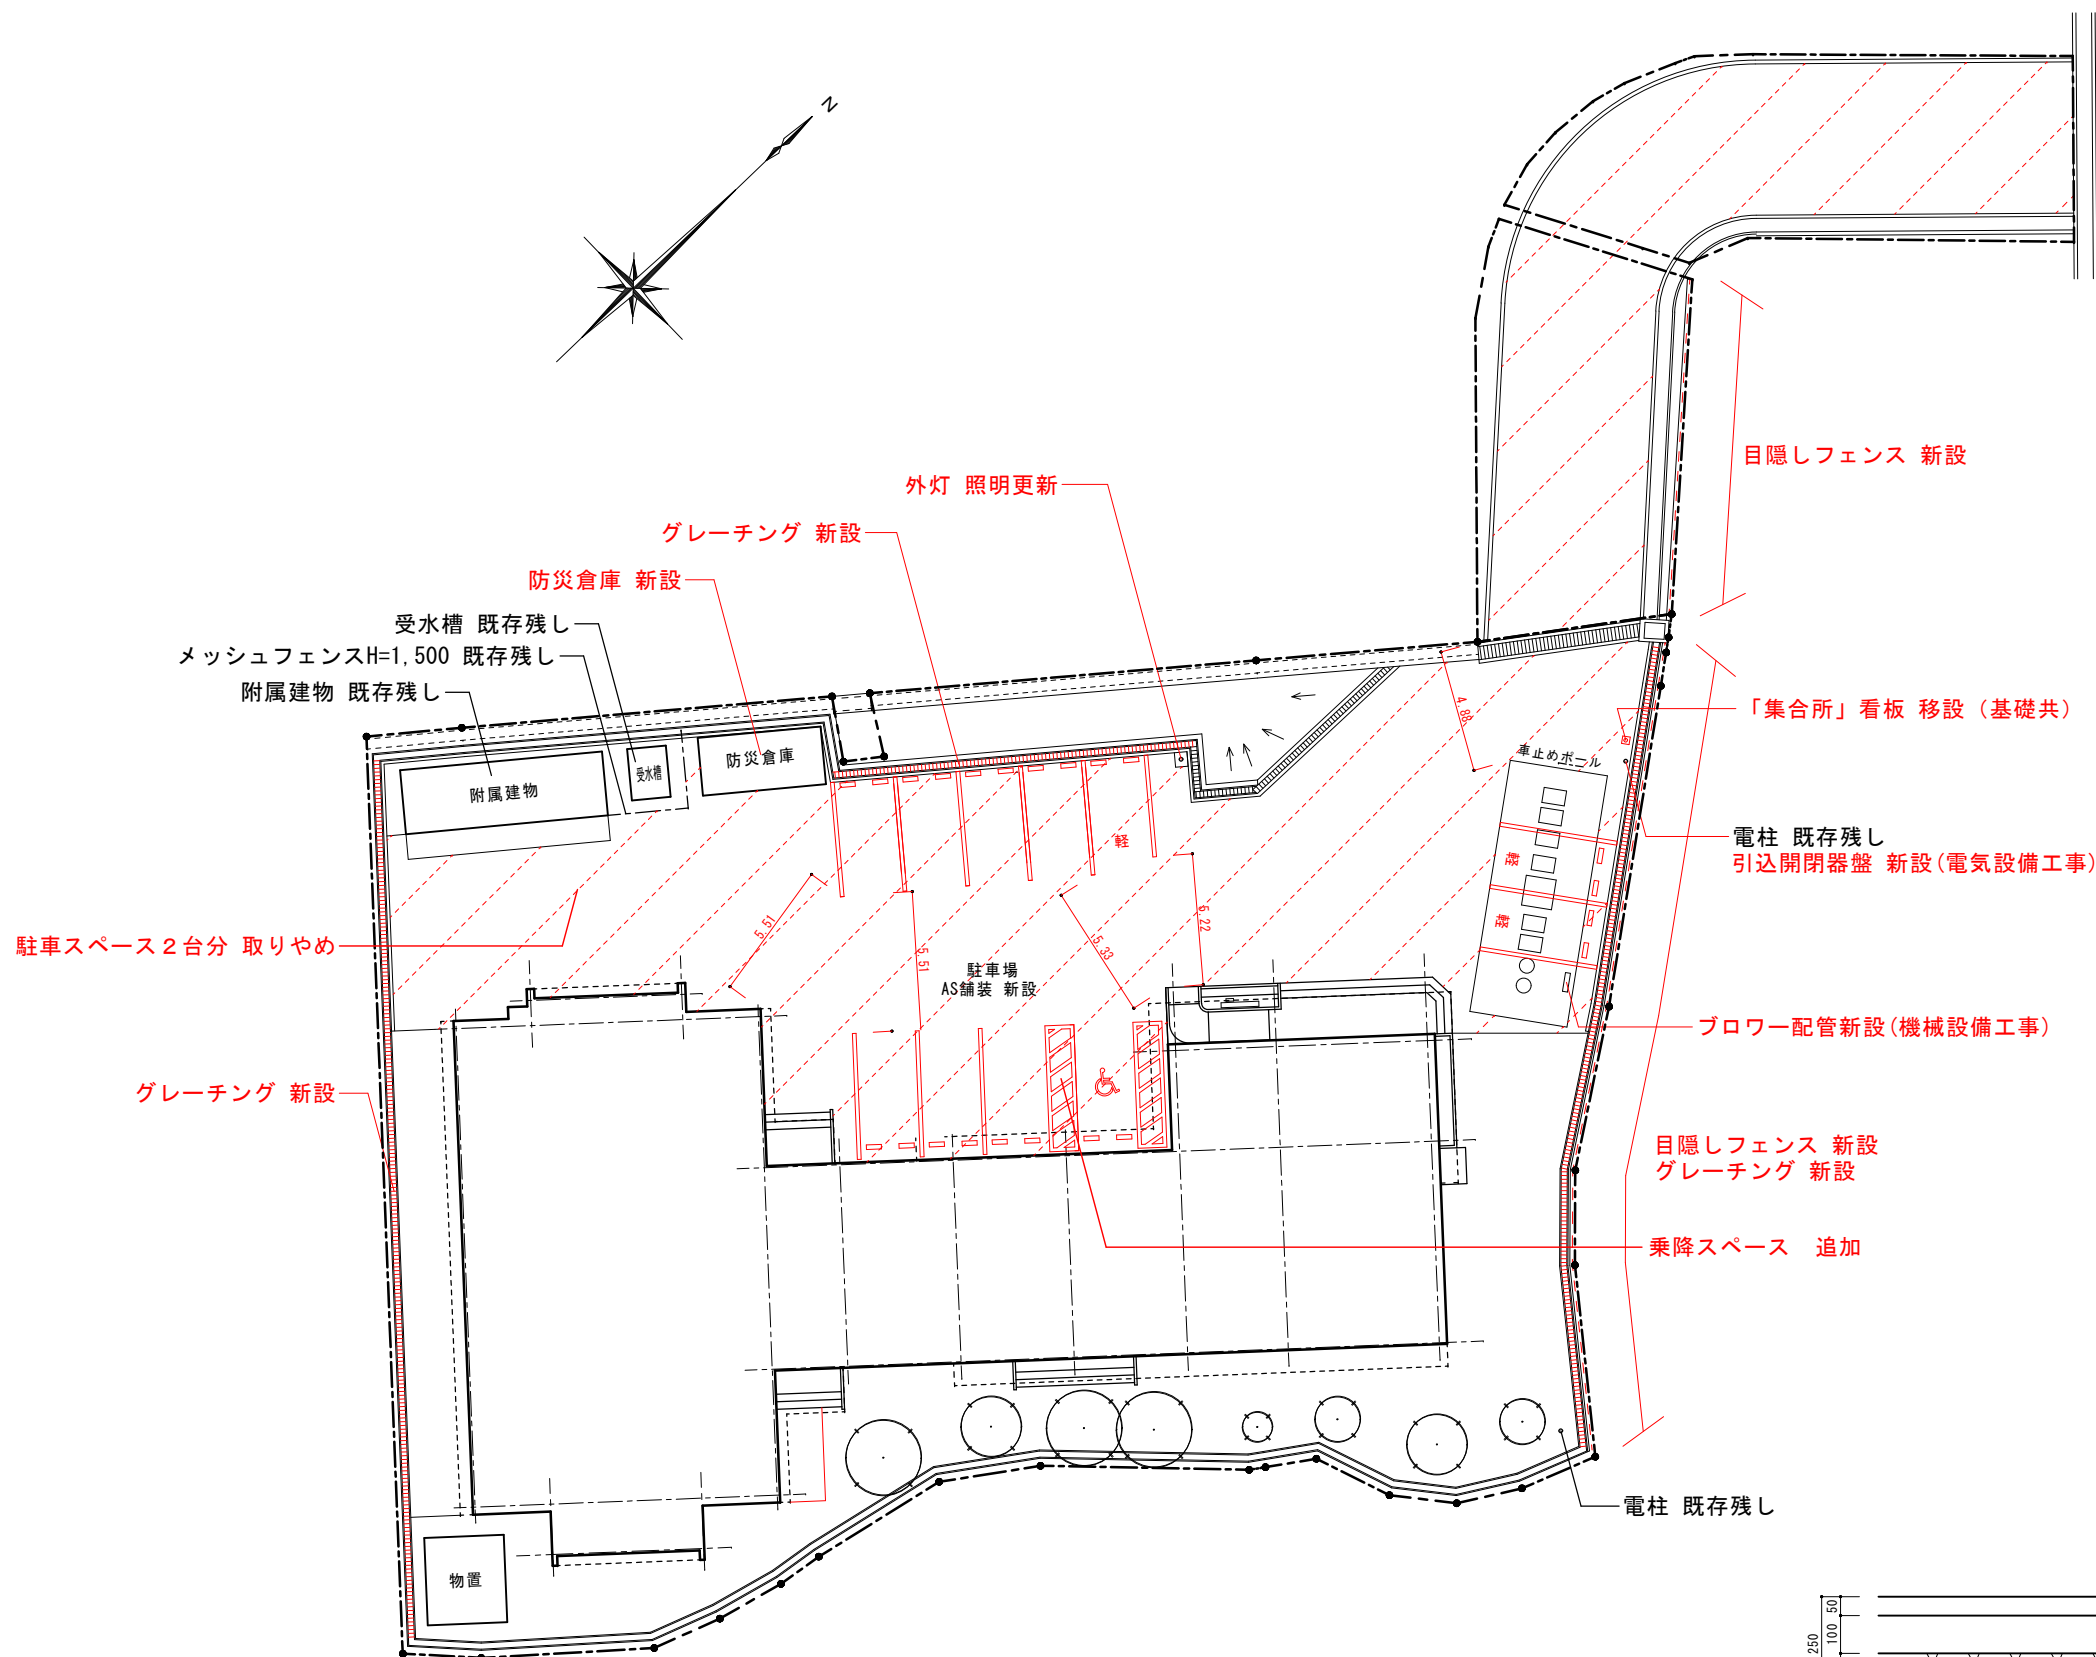 N
目隠しフェンス 新設
外灯 照明更新
グレーチング 新設
防災倉庫 新設
受水槽 既存残し
メッシュフェンスH=1,500 既存残し
附属建物 既存残し
「集合所」看板 移設（基礎共）
4.88
車止めポール
防災倉庫
受水槽
附属建物
電柱 既存残し
引込開閉器盤 新設(電気設備工事)
軽
軽
軽
5.51
5.51
5.33
6.22
駐車スペース２台分 取りやめ
駐車場
AS舗装 新設
ブロワー配管新設(機械設備工事)
グレーチング 新設
目隠しフェンス 新設
グレーチング 新設
乗降スペース　追加
電柱 既存残し
物置
50
100
250